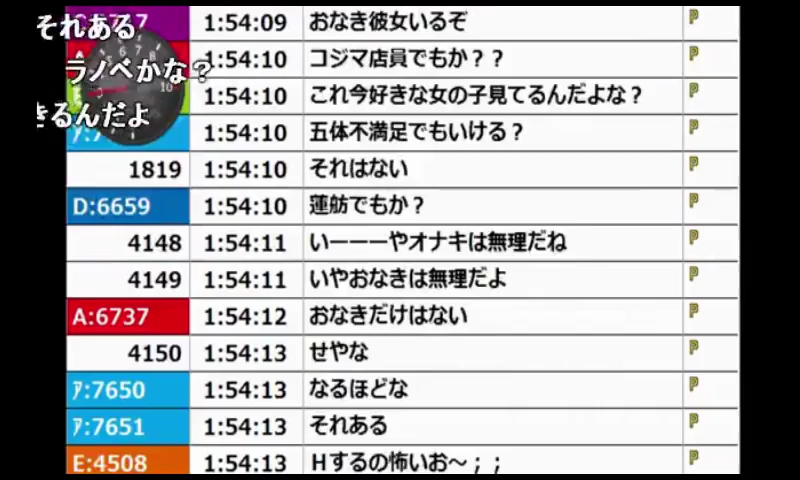 それある
ラノベかな？
きるんだよ
1:54:09 おなき彼女いるぞ P
1:54:10 コジマ店員でもか？？ P
1:54:10 これ今好きな女の子見てるんだよな？ P
1:54:10 五体不満足でもいける？ P
1819 1:54:10 それはない P
D:6659 1:54:10 蓮舫でもか？ P
4148 1:54:11 いーーーやオナキは無理だね P
4149 1:54:11 いやおなきは無理だよ P
A:6737 1:54:12 おなきだけはない P
4150 1:54:13 せやな P
ｱ:7650 1:54:13 なるほどな P
ｱ:7651 1:54:13 それある P
E:4508 1:54:13 Ｈするの怖いお～；； P